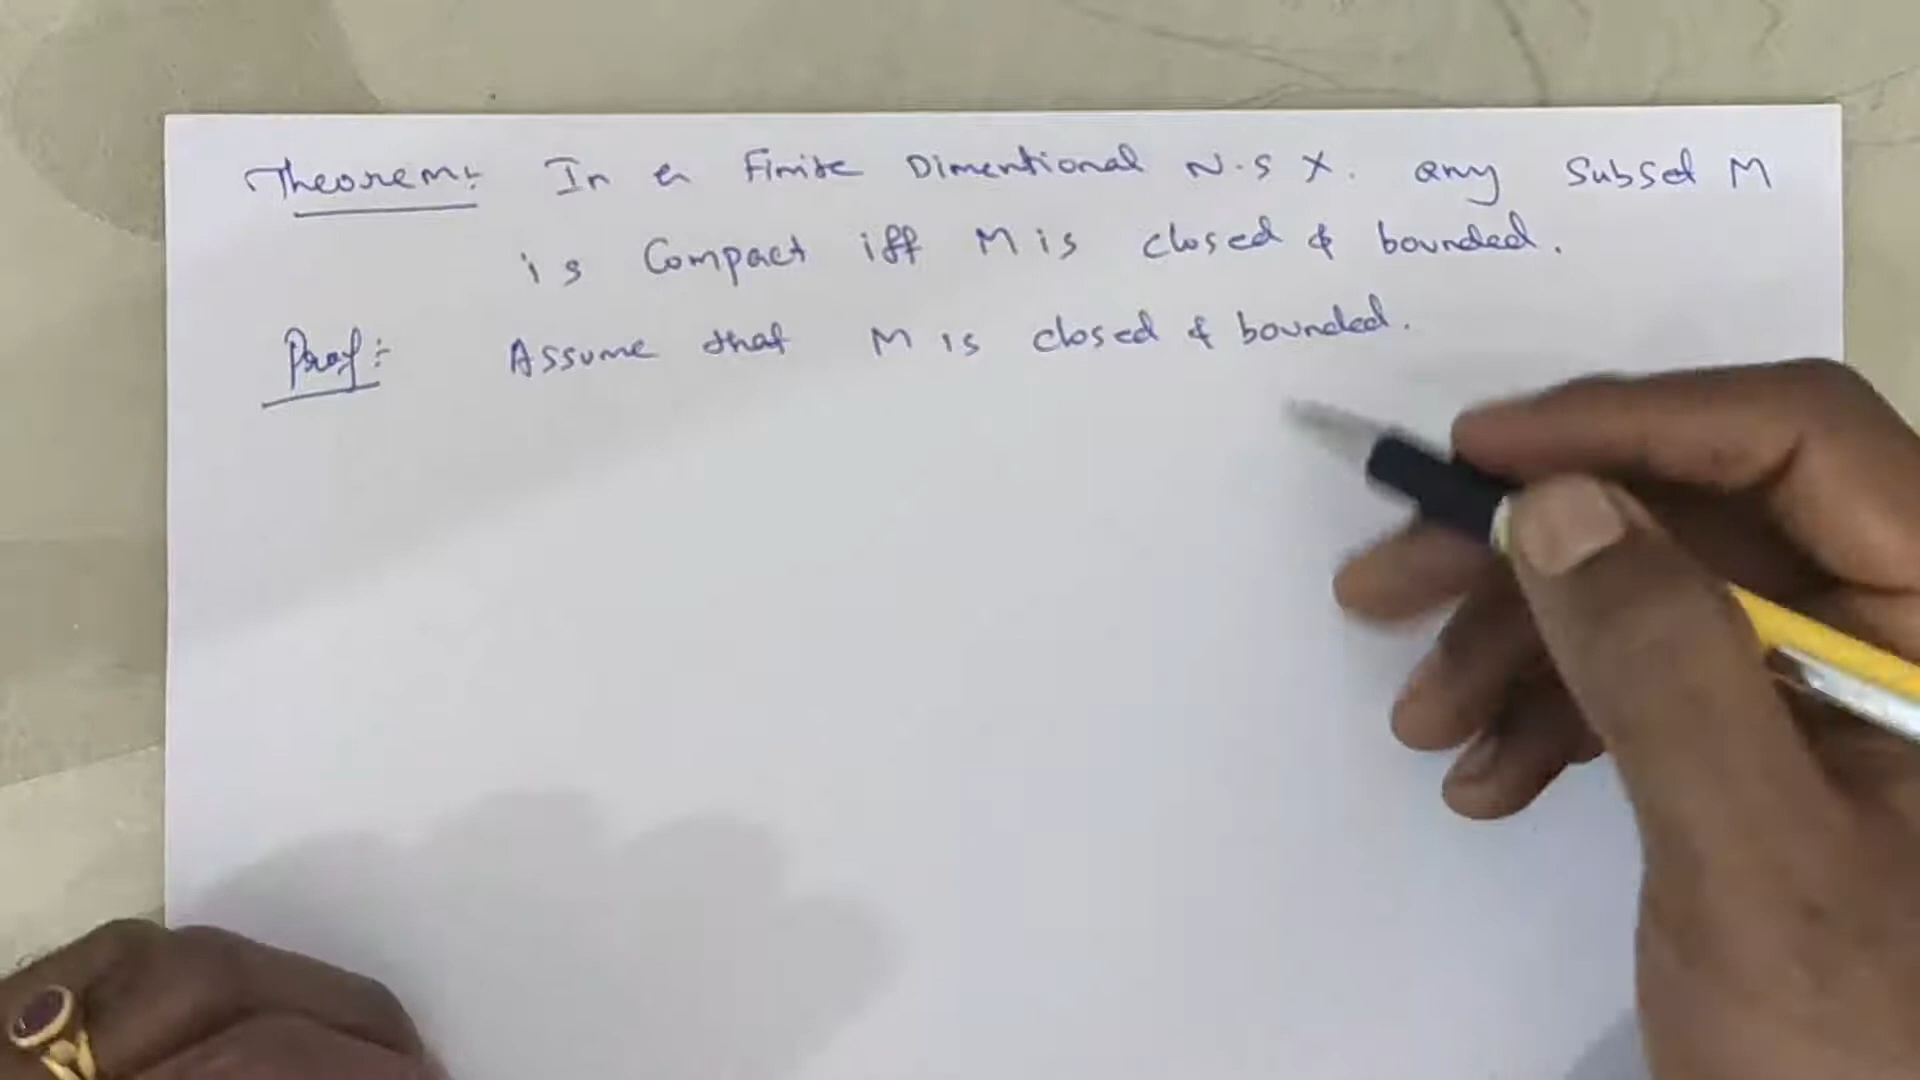 Theorem: In a Finite Dimentional N.S X. any Subset M
is Compact iff M is closed & bounded.
Proof: Assume that M is closed & bounded.